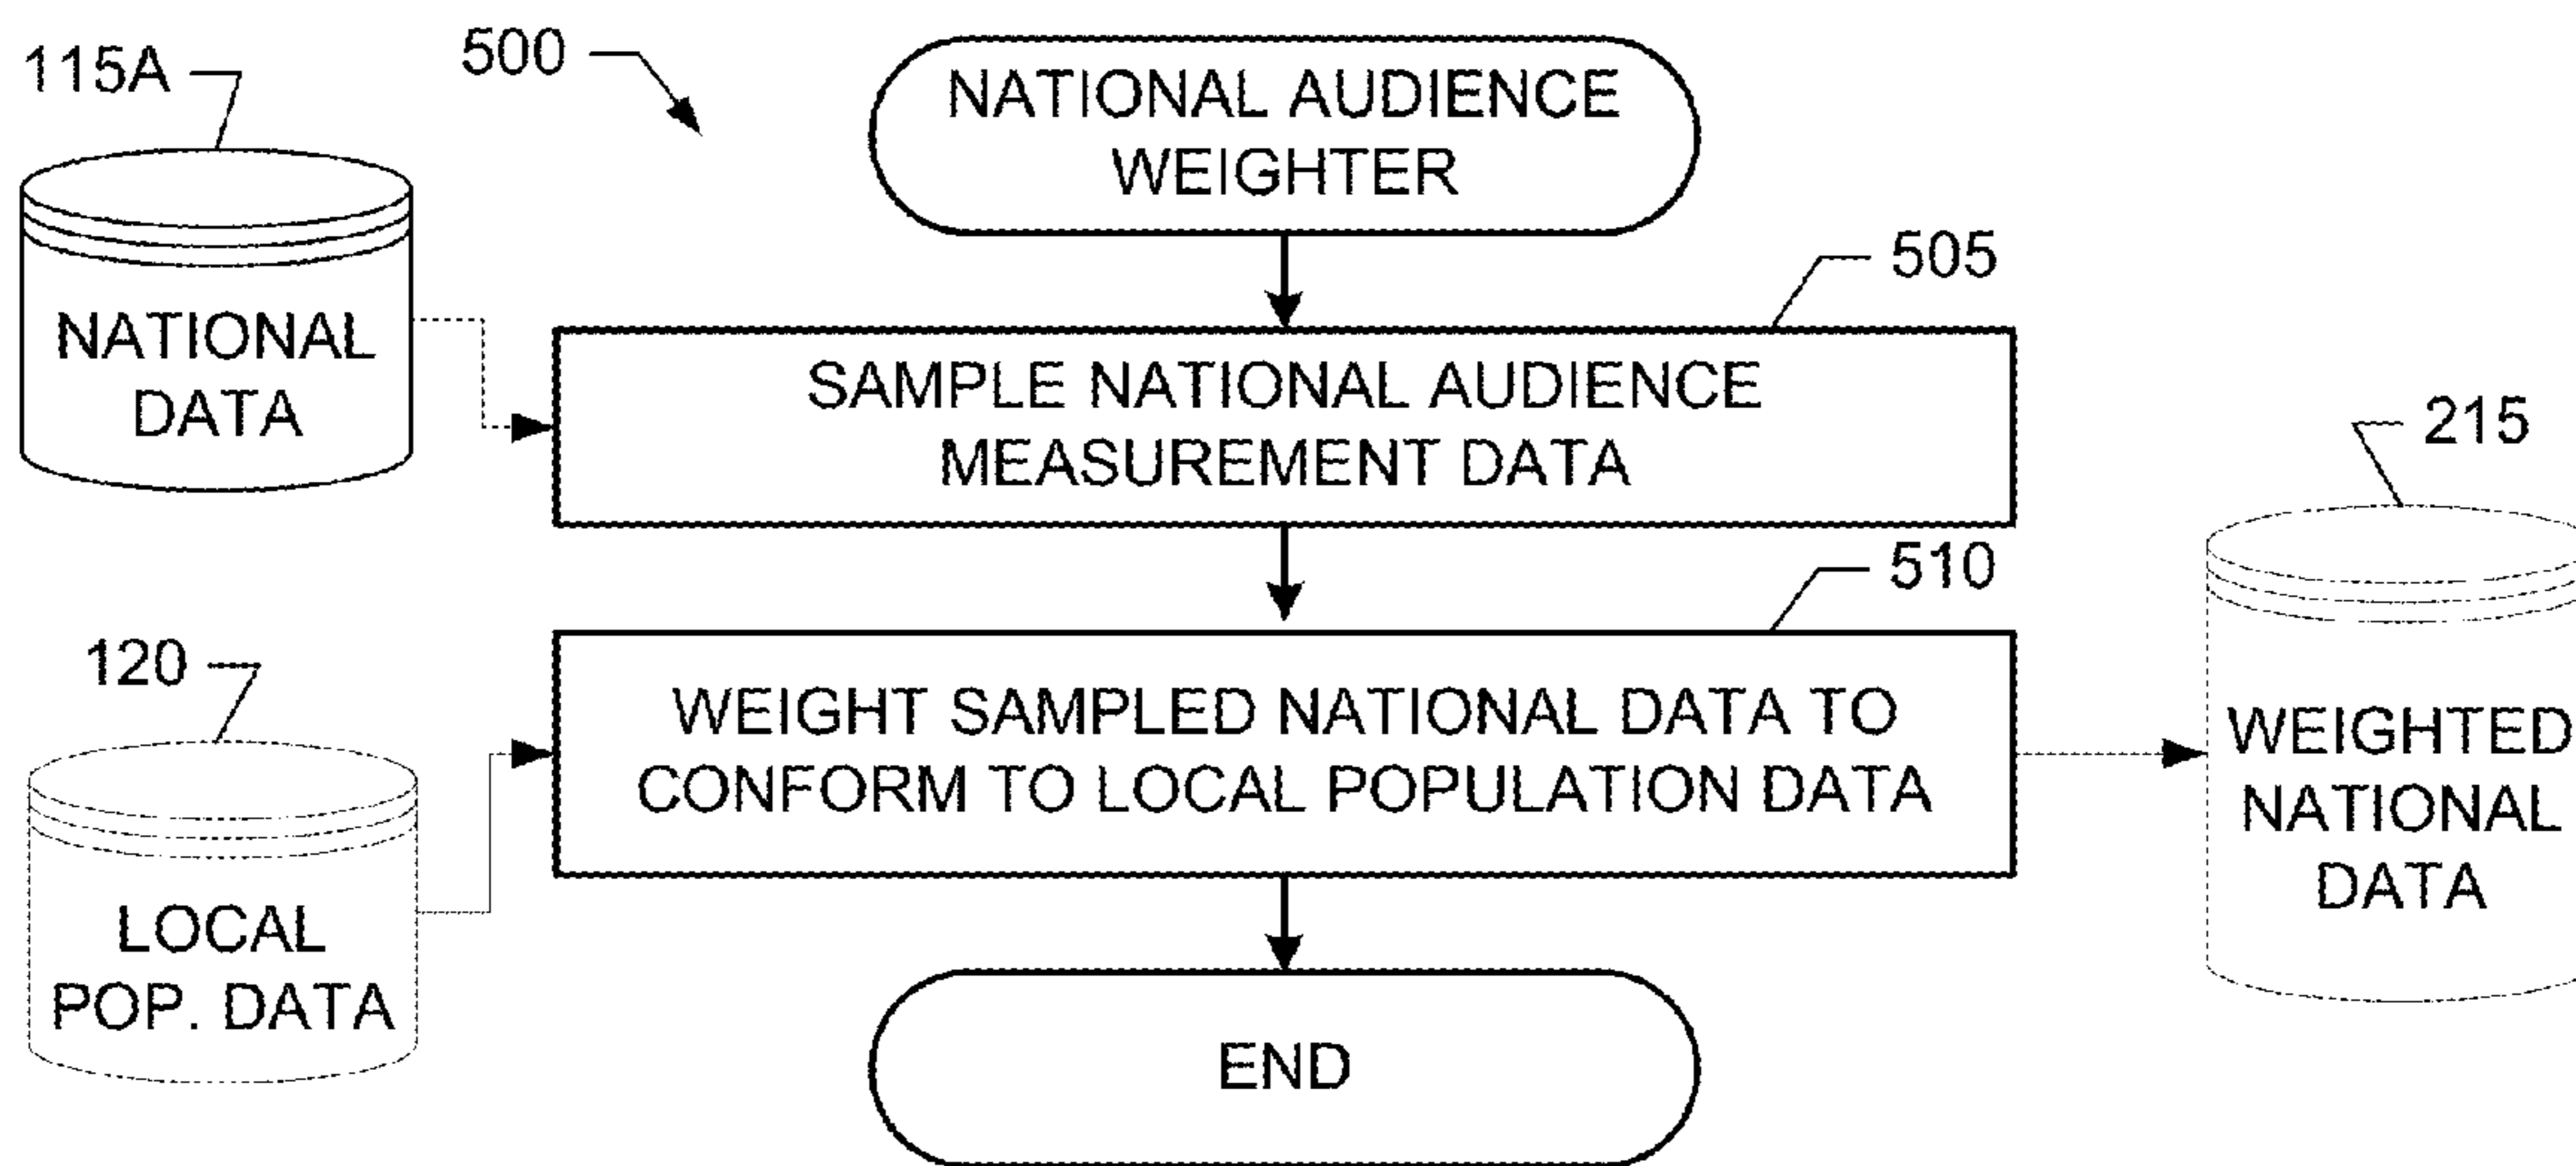 115A
500
NATIONAL AUDIENCE
WEIGHTER
NATIONAL
DATA
505
SAMPLE NATIONAL AUDIENCE
MEASUREMENT DATA
215
510
120
WEIGHT SAMPLED NATIONAL DATA TO
CONFORM TO LOCAL POPULATION DATA
WEIGHTED
NATIONAL
DATA
LOCAL
POP. DATA
END